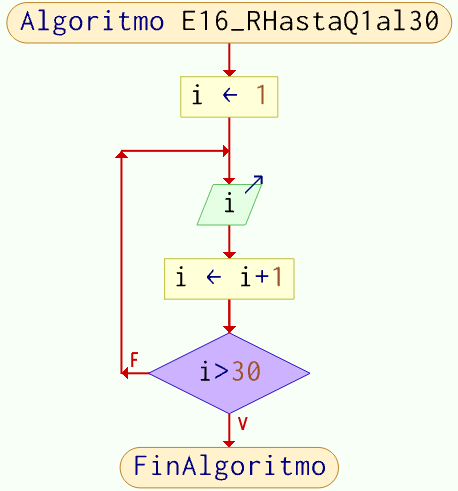 Algoritmo E16_RHastaQ1al30
i ← 1
i
i ← i+1
i>30
F
V
FinAlgoritmo